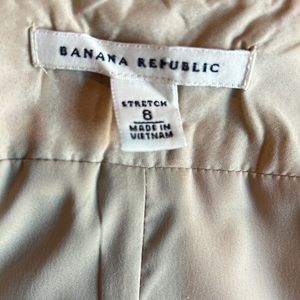 BANANA REPUBLIC
STRETCH
8
MADE IN
VIETNAM